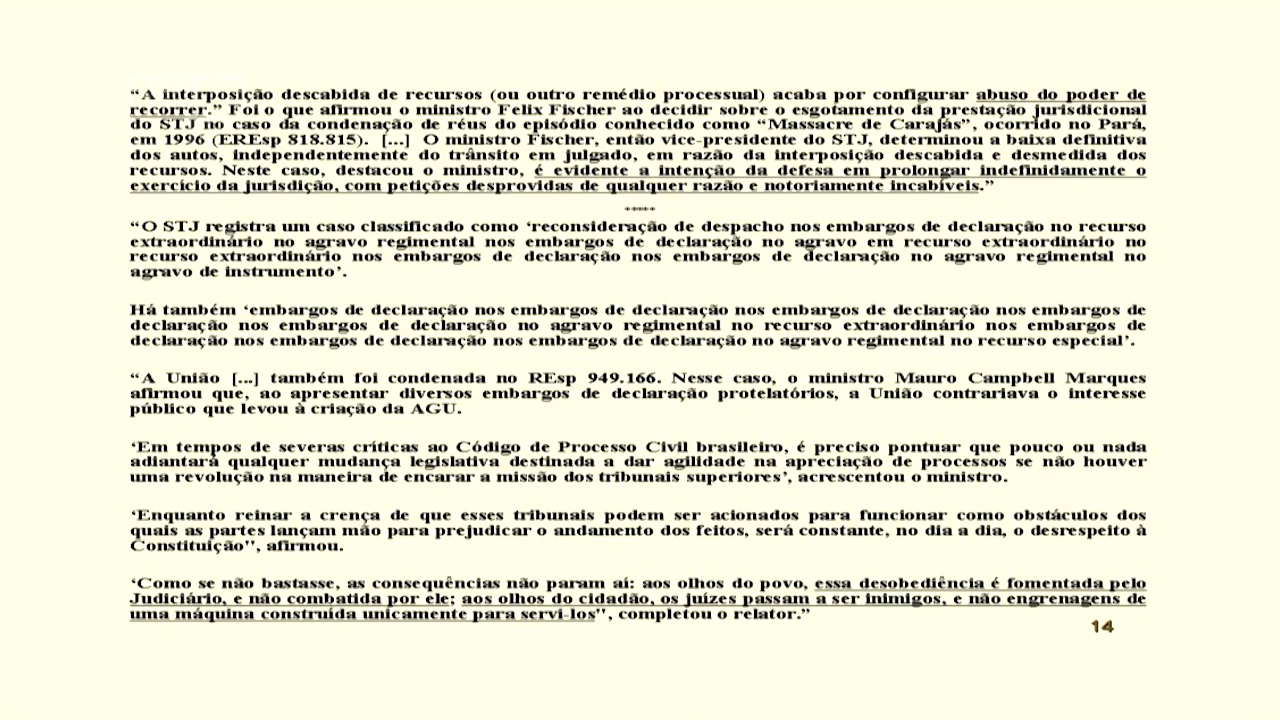 “A interposição descabida de recursos (ou outro remédio processual) acaba por configurar abuso do poder de
recorrer.” Foi o que afirmou o ministro Felix Fischer ao decidir sobre o esgotamento da prestação jurisdicional
do STJ no caso da condenação de réus do episódio conhecido como “Massacre de Carajás”, ocorrido no Pará,
em 1996 (EREsp 818.815). [...] O ministro Fischer, então vice-presidente do STJ, determinou a baixa definitiva
dos autos, independentemente do trânsito em julgado, em razão da interposição descabida e desmedida dos
recursos. Neste caso, destacou o ministro, é evidente a intenção da defesa em prolongar indefinidamente o
exercício da jurisdição, com petições desprovidas de qualquer razão e notoriamente incabíveis.”
*****
“O STJ registra um caso classificado como ‘reconsideração de despacho nos embargos de declaração no recurso
extraordinário no agravo regimental nos embargos de declaração no agravo em recurso extraordinário no
recurso extraordinário nos embargos de declaração nos embargos de declaração no agravo regimental no
agravo de instrumento’.
Há também ‘embargos de declaração nos embargos de declaração nos embargos de declaração nos embargos de
declaração nos embargos de declaração no agravo regimental no recurso extraordinário nos embargos de
declaração nos embargos de declaração nos embargos de declaração no agravo regimental no recurso especial’.
“A União [...] também foi condenada no REsp 949.166. Nesse caso, o ministro Mauro Campbell Marques
afirmou que, ao apresentar diversos embargos de declaração protelatórios, a União contrariava o interesse
público que levou à criação da AGU.
‘Em tempos de severas críticas ao Código de Processo Civil brasileiro, é preciso pontuar que pouco ou nada
adiantará qualquer mudança legislativa destinada a dar agilidade na apreciação de processos se não houver
uma revolução na maneira de encarar a missão dos tribunais superiores’, acrescentou o ministro.
‘Enquanto reinar a crença de que esses tribunais podem ser acionados para funcionar como obstáculos dos
quais as partes lançam mão para prejudicar o andamento dos feitos, será constante, no dia a dia, o desrespeito à
Constituição", afirmou.
‘Como se não bastasse, as consequências não param aí: aos olhos do povo, essa desobediência é fomentada pelo
Judiciário, e não combatida por ele; aos olhos do cidadão, os juízes passam a ser inimigos, e não engrenagens de
uma máquina construída unicamente para servi-los", completou o relator.”
14